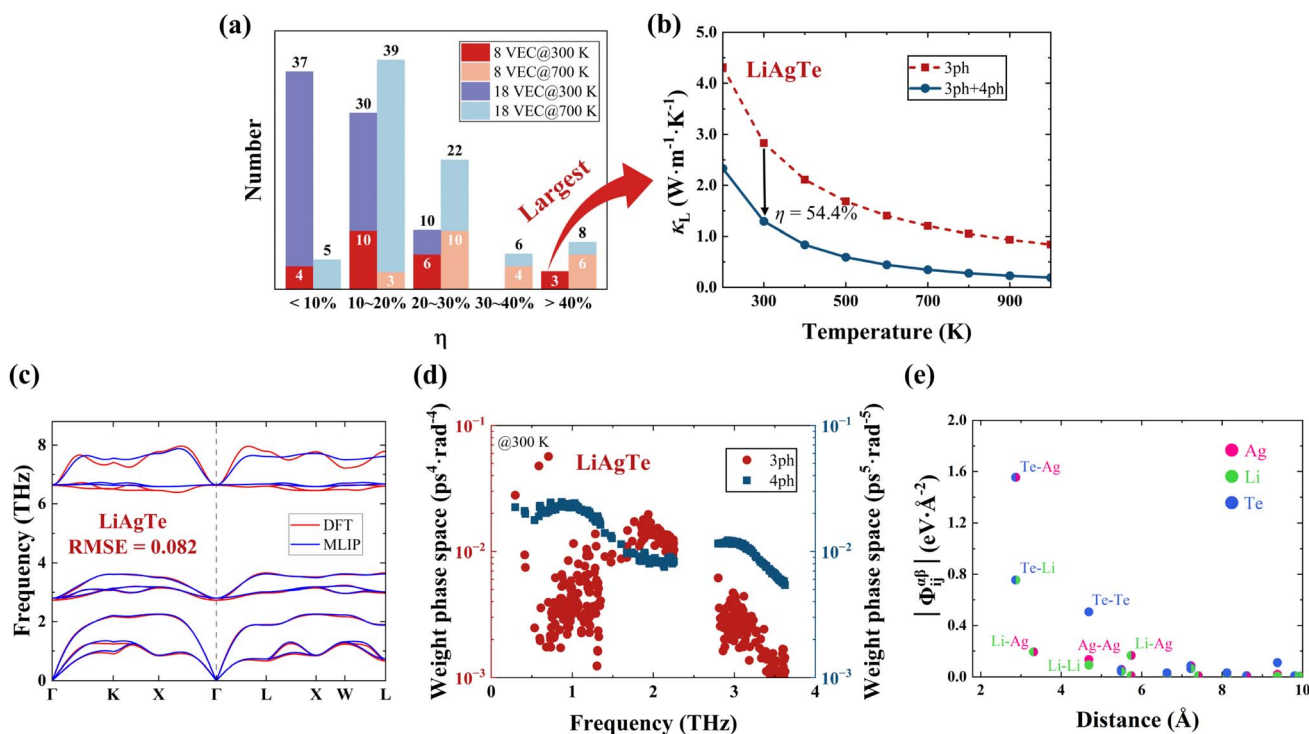 (a)
37
30
39
10
22
6
8
5
4
10
3
6
10
4
3
6
8 VEC@300 K
8 VEC@700 K
18 VEC@300 K
18 VEC@700 K
Largest
Number
< 10%
10~20%
20~30%
30~40%
> 40%
η
(b)
LiAgTe
3ph
3ph+4ph
η = 54.4%
5.0
4.0
3.0
2.0
1.0
0.0
κL (W·m-1·K-1)
300
500
700
900
Temperature (K)
(c)
8
6
4
2
0
Frequency (THz)
LiAgTe
RMSE = 0.082
DFT
MLIP
Γ
K
X
Γ
L
X
W
L
(d)
@300 K
LiAgTe
3ph
4ph
10-1
10-2
10-3
Weight phase space (ps4·rad-4)
10-1
10-2
10-3
Weight phase space (ps5·rad-5)
0
1
2
3
4
Frequency (THz)
(e)
2.0
1.6
1.2
0.8
0.4
0
| Φijαβ | (eV·Å-2)
Te-Ag
Te-Li
Te-Te
Li-Ag
Ag-Ag
Li-Ag
Li-Li
Ag
Li
Te
2
4
6
8
10
Distance (Å)